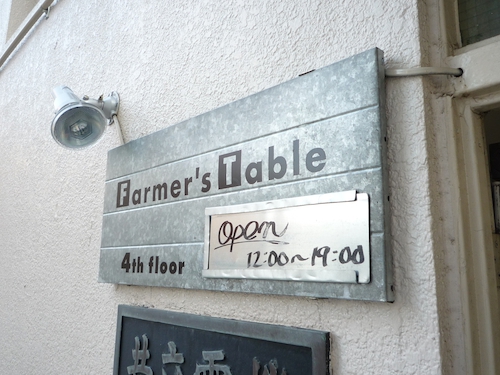 Farmer's Table
Open
12:00~19:00
4th floor